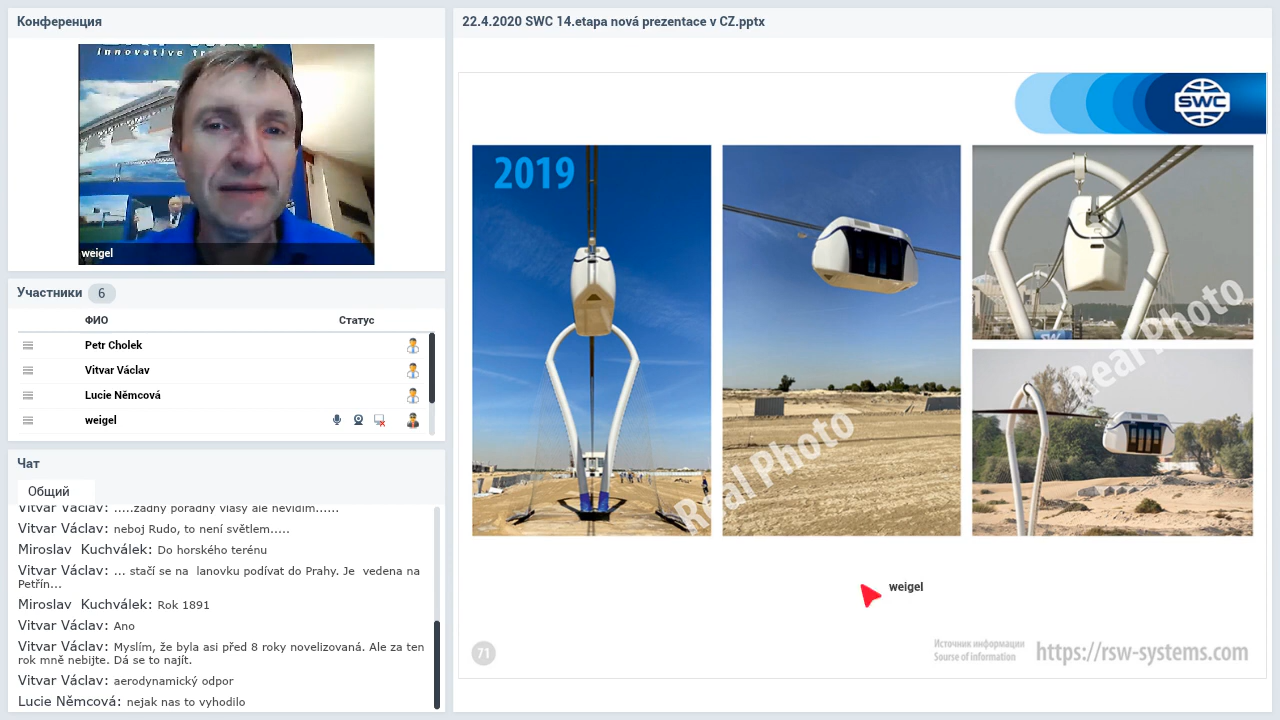 Конференция
Innovative tr
weigel
Участники 6
ФИО Статус
Petr Cholek
Vitvar Václav
Lucie Němcová
weigel
Чат
Общий
Vitvar Václav: .....žádný pořádný vlasy ale nevidím......
Vitvar Václav: neboj Rudo, to není světlem.....
Miroslav Kuchválek: Do horského terénu
Vitvar Václav: ... stačí se na lanovku podívat do Prahy. Je vedena na
Petřín...
Miroslav Kuchválek: Rok 1891
Vitvar Václav: Ano
Vitvar Václav: Myslím, že byla asi před 8 roky novelizovaná. Ale za ten
rok mně nebijte. Dá se to najít.
Vitvar Václav: aerodynamický odpor
Lucie Němcová: nejak nas to vyhodilo
22.4.2020 SWC 14.etapa nová prezentace v CZ.pptx
SWC
2019
Real Photo
Real Photo
weigel
71
Источник информации
Sourse of information
https://rsw-systems.com